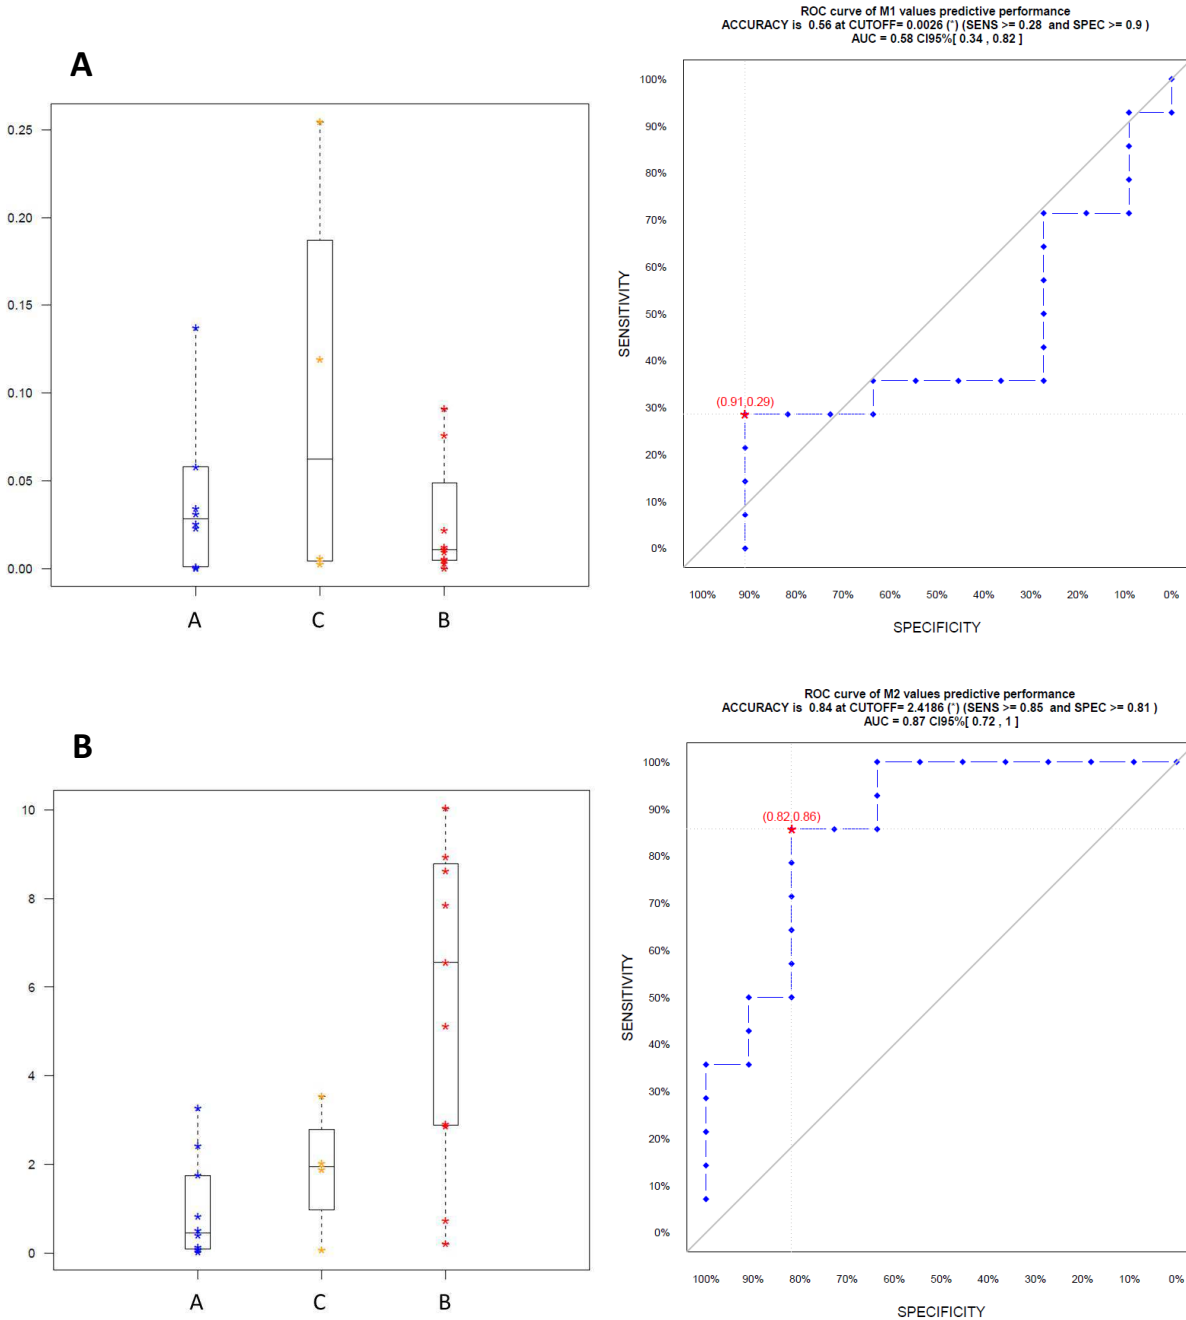 A
0.25
0.20
0.15
0.10
0.05
0.00
A C B
ROC curve of M1 values predictive performance
ACCURACY is 0.56 at CUTOFF= 0.0026 (*) (SENS >= 0.28 and SPEC >= 0.9 )
AUC = 0.58 CI95%[ 0.34 , 0.82 ]
SENSITIVITY
100%
90%
80%
70%
60%
50%
40%
30%
20%
10%
0%
(0.91,0.29)
100% 90% 80% 70% 60% 50% 40% 30% 20% 10% 0%
SPECIFICITY
B
10
8
6
4
2
0
A C B
ROC curve of M2 values predictive performance
ACCURACY is 0.84 at CUTOFF= 2.4186 (*) (SENS >= 0.85 and SPEC >= 0.81 )
AUC = 0.87 CI95%[ 0.72 , 1 ]
SENSITIVITY
100%
90%
80%
70%
60%
50%
40%
30%
20%
10%
0%
(0.82,0.86)
100% 90% 80% 70% 60% 50% 40% 30% 20% 10% 0%
SPECIFICITY